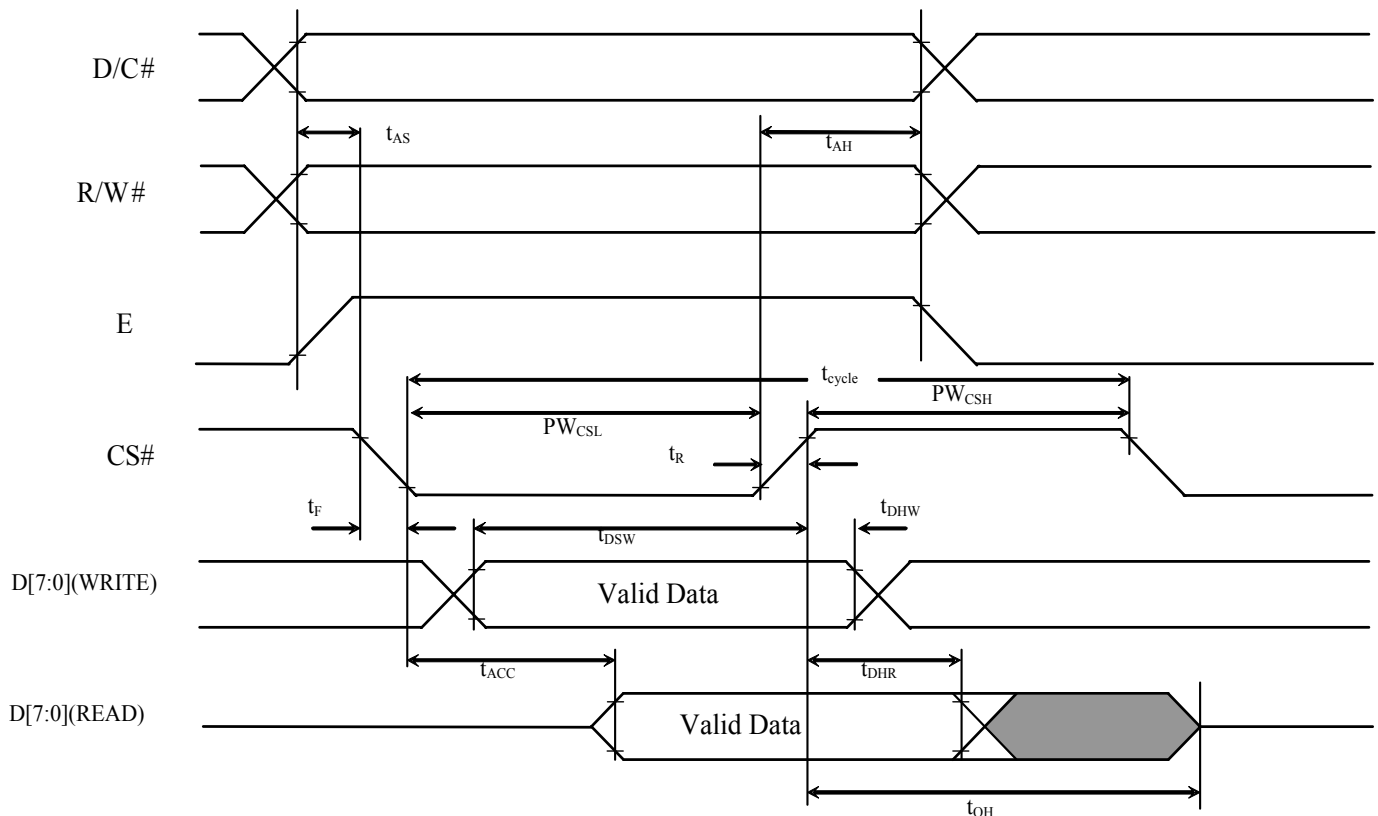 D/C#
tAS
tAH
R/W#
E
tcycle
PWCSH
PWCSL
CS#
tR
tF
tDHW
tDSW
D[7:0](WRITE)
Valid Data
tACC
tDHR
D[7:0](READ)
Valid Data
tOH